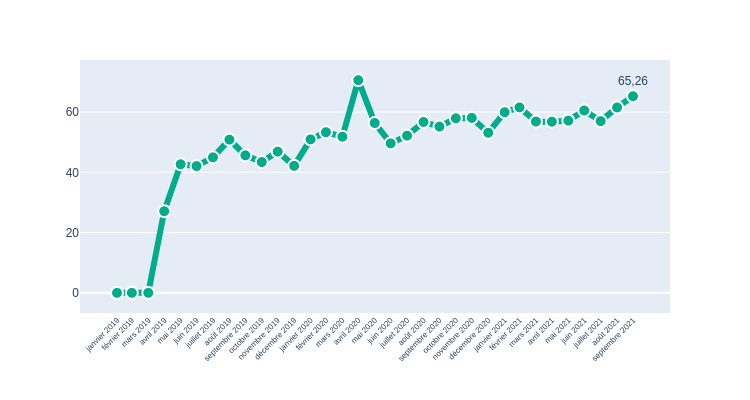 65,26
60
40
20
0
janvier 2019
février 2019
mars 2019
avril 2019
mai 2019
juin 2019
juillet 2019
août 2019
septembre 2019
octobre 2019
novembre 2019
décembre 2019
janvier 2020
février 2020
mars 2020
avril 2020
mai 2020
juin 2020
juillet 2020
août 2020
septembre 2020
octobre 2020
novembre 2020
décembre 2020
janvier 2021
février 2021
mars 2021
avril 2021
mai 2021
juin 2021
juillet 2021
août 2021
septembre 2021